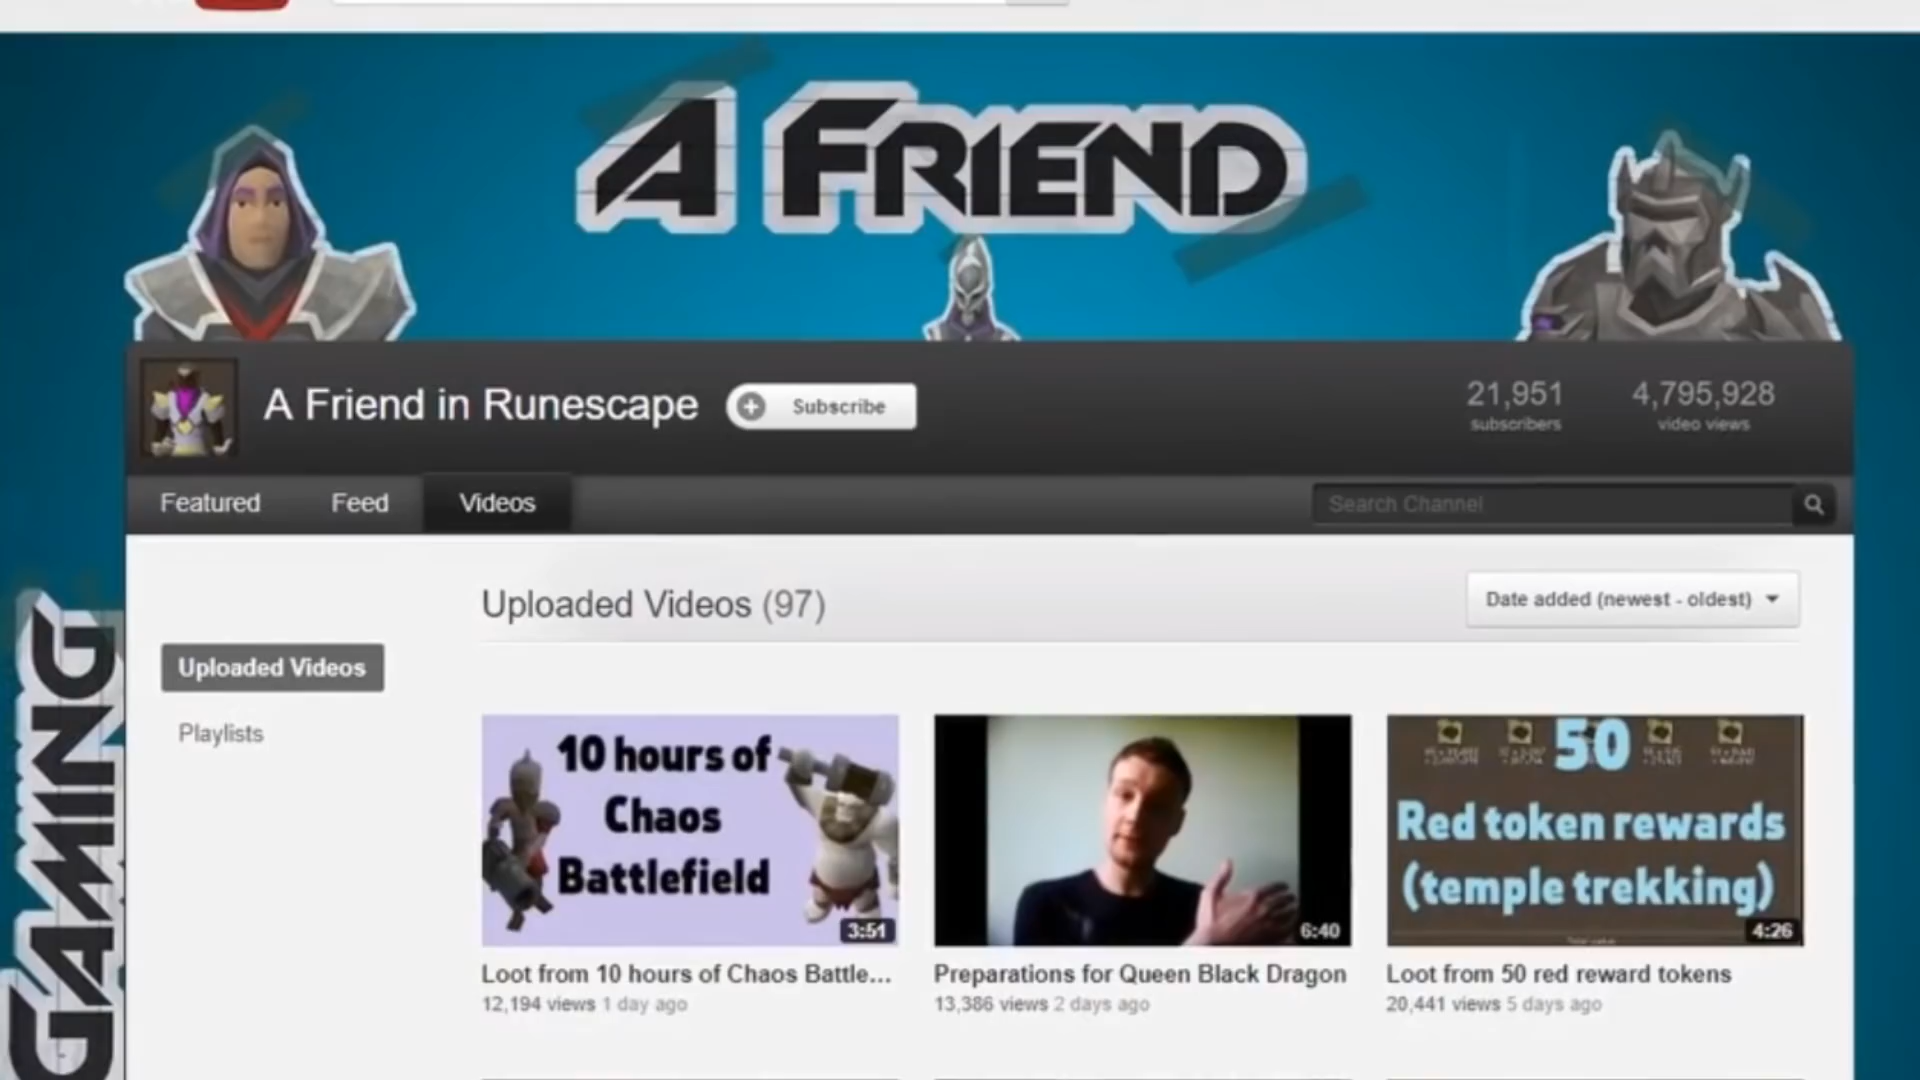 A FRIEND
A Friend in Runescape
Subscribe
21,951
subscribers
4,795,928
video views
Featured
Feed
Videos
Search Channel
GAMING
Uploaded Videos (97)
Date added (newest - oldest)
Uploaded Videos
Playlists
10 hours of
Chaos
Battlefield
3:51
6:40
50
Red token rewards
(temple trekking)
4:26
Loot from 10 hours of Chaos Battle...
12,194 views 1 day ago
Preparations for Queen Black Dragon
13,386 views 2 days ago
Loot from 50 red reward tokens
20,441 views 5 days ago